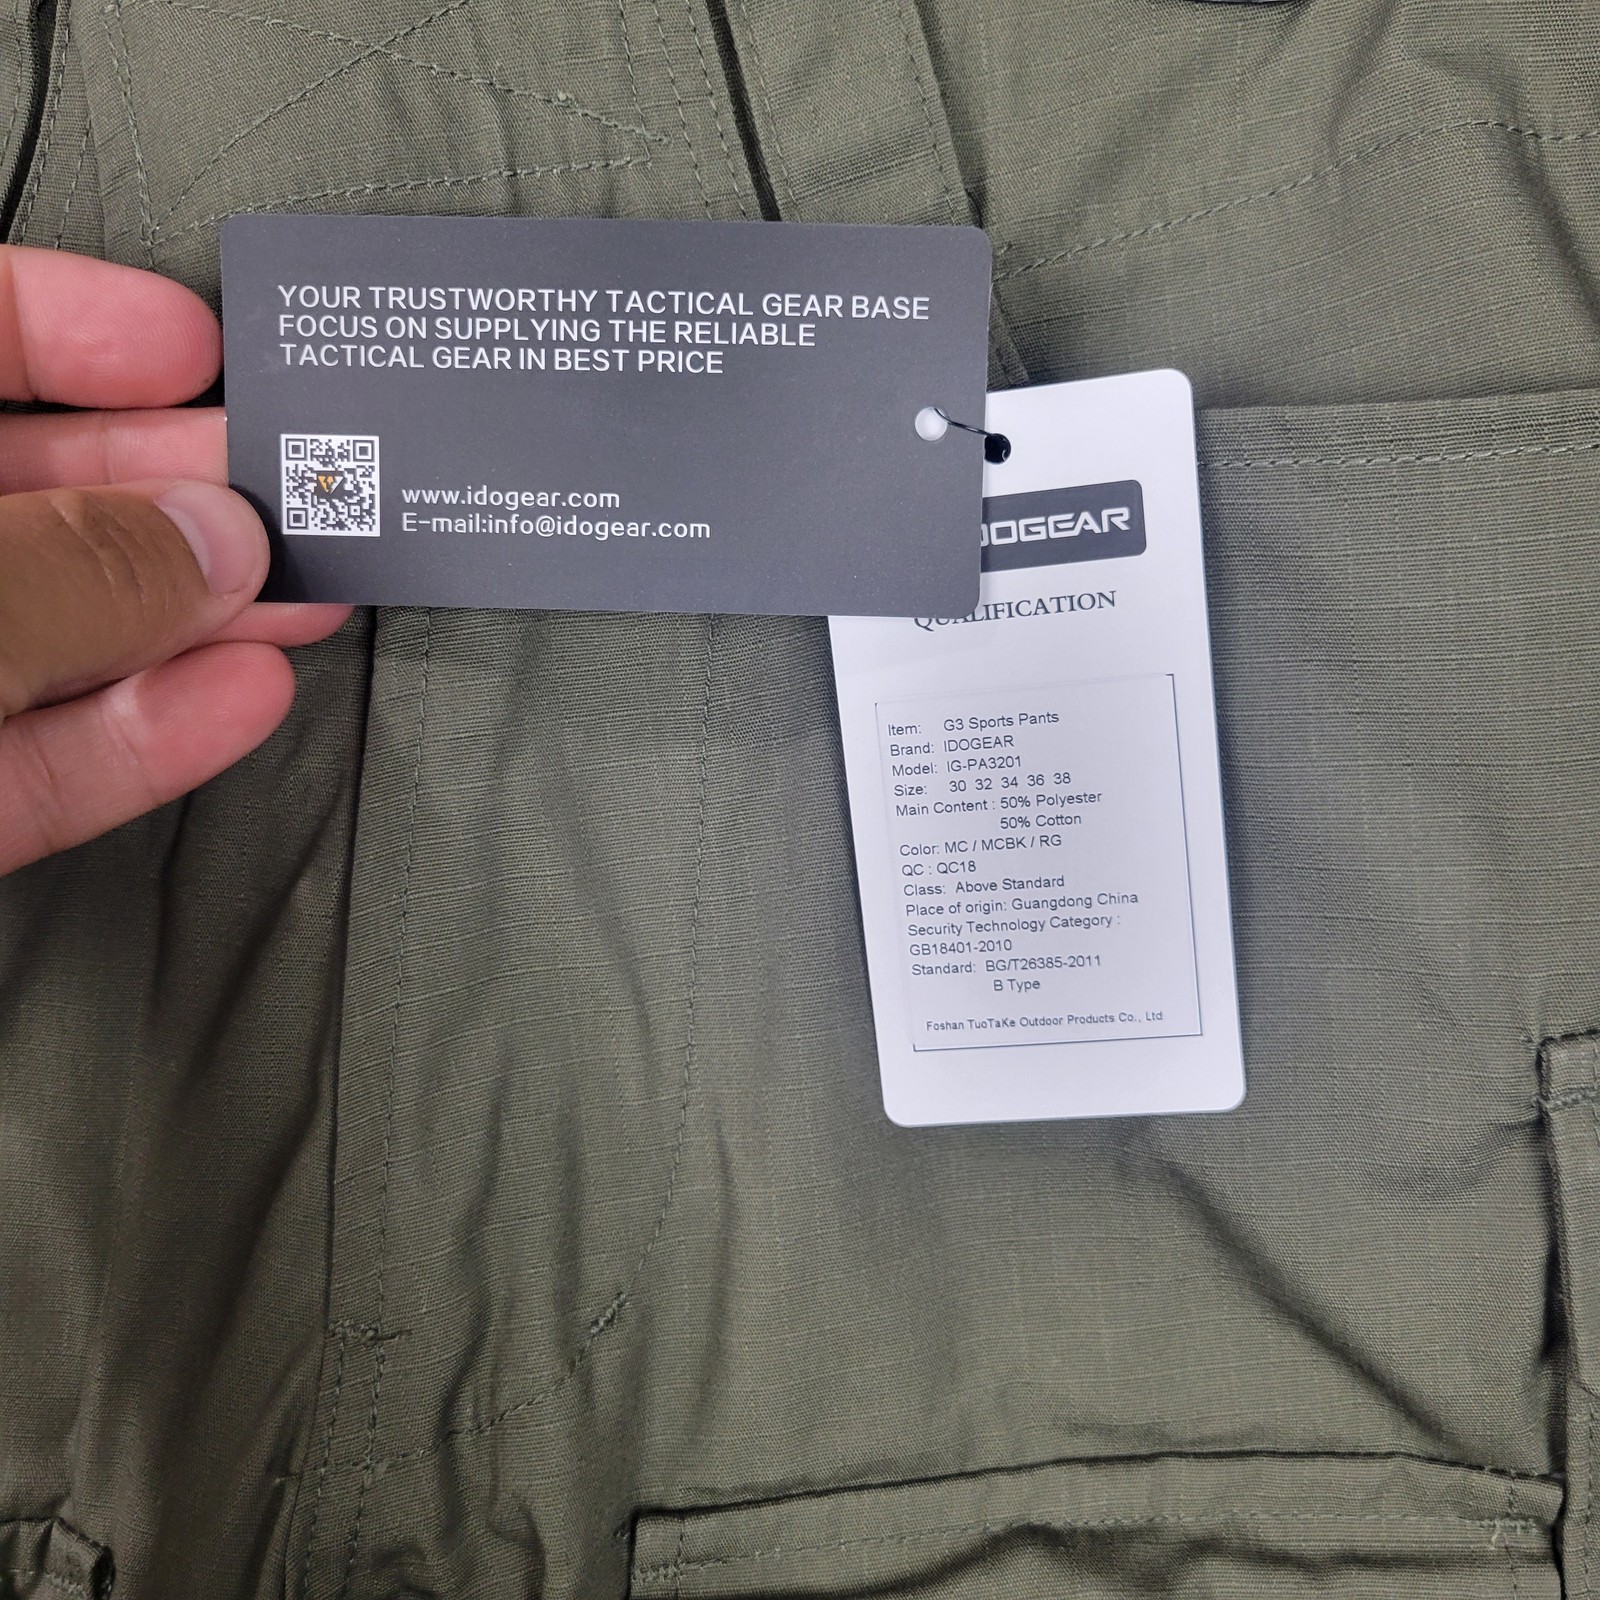 YOUR TRUSTWORTHY TACTICAL GEAR BASE
FOCUS ON SUPPLYING THE RELIABLE
TACTICAL GEAR IN BEST PRICE
www.idogear.com
E-mail:info@idogear.com
DOGEAR
QUALIFICATION
Item: G3 Sports Pants
Brand: IDOGEAR
Model: IG-PA3201
Size: 30 32 34 36 38
Main Content : 50% Polyester
50% Cotton
Color: MC / MCBK / RG
QC : QC18
Class: Above Standard
Place of origin: Guangdong China
Security Technology Category :
GB18401-2010
Standard: BG/T26385-2011
B Type
Foshan TuoTaKe Outdoor Products Co., Ltd